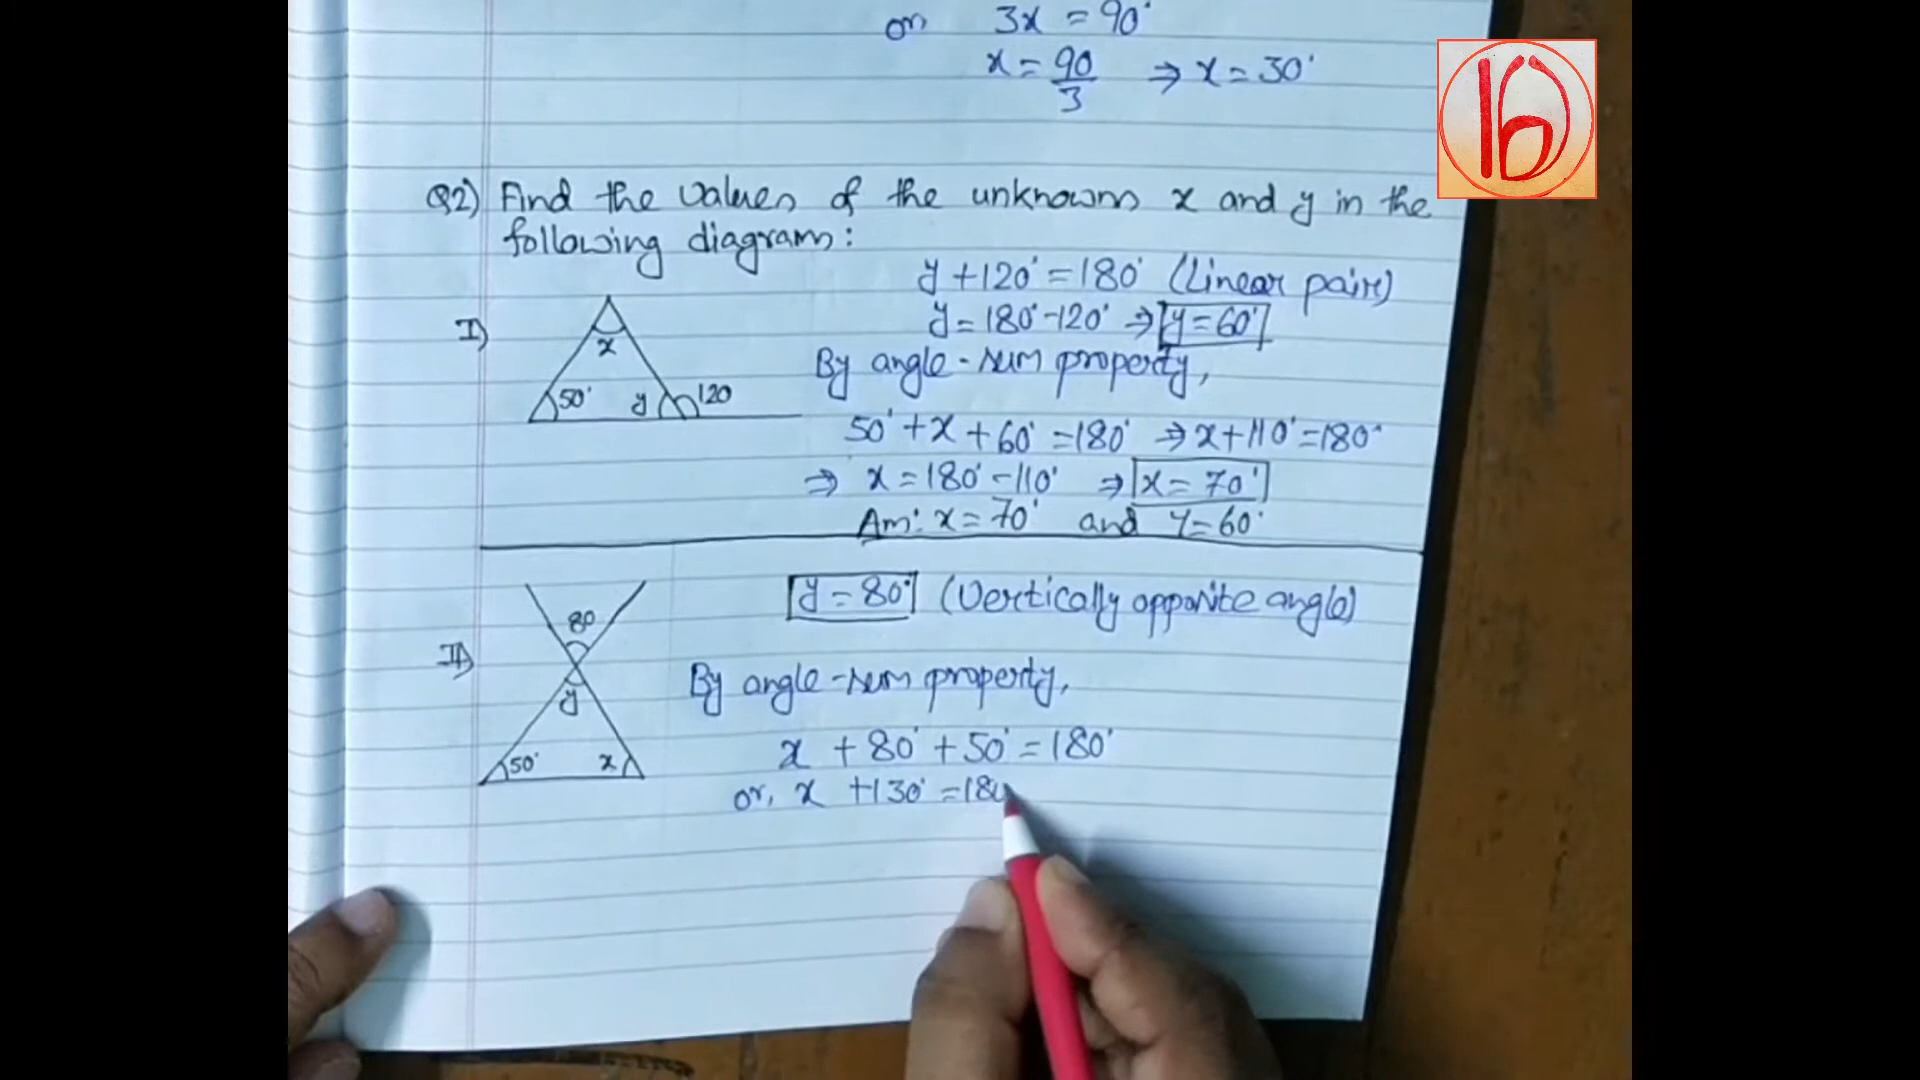 or 3x = 90°
x = 90/3 ⇒ x = 30°
Q2) Find the values of the unknowns x and y in the
following diagrams:
y + 120° = 180° (Linear pair)
y = 180° - 120° ⇒ y = 60°
I)
x
50° y 120
By angle-sum property,
50° + x + 60° = 180° ⇒ x + 110° = 180°
⇒ x = 180° - 110° ⇒ x = 70°
Ans: x = 70° and y = 60°
y = 80° (Vertically opposite angle)
80
II)
y
50° x
By angle-sum property,
x + 80° + 50° = 180°
or, x + 130° = 180